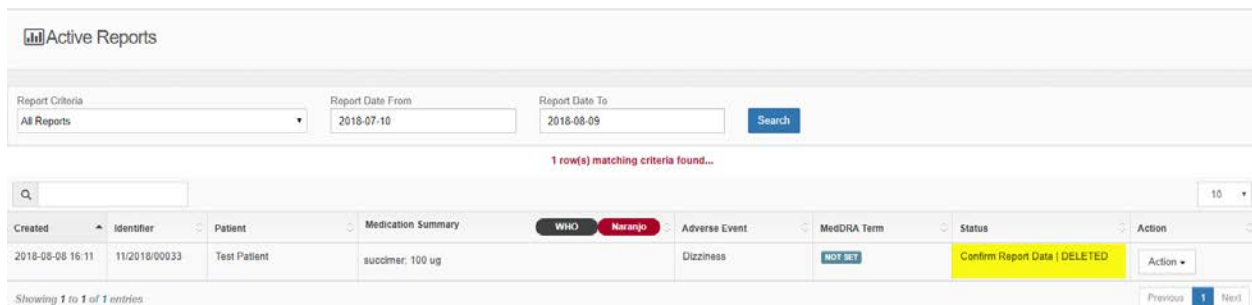 Active Reports
Report Criteria Report Date From Report Date To
All Reports 2018-07-10 2018-08-09 Search
1 row(s) matching criteria found...
10
Created Identifier Patient Medication Summary WHO Naranjo Adverse Event MedDRA Term Status Action
2018-08-08 16:11 11/2018/00033 Test Patient succimer: 100 ug Dizziness NOT SET Confirm Report Data | DELETED Action
Showing 1 to 1 of 1 entries Previous 1 Next